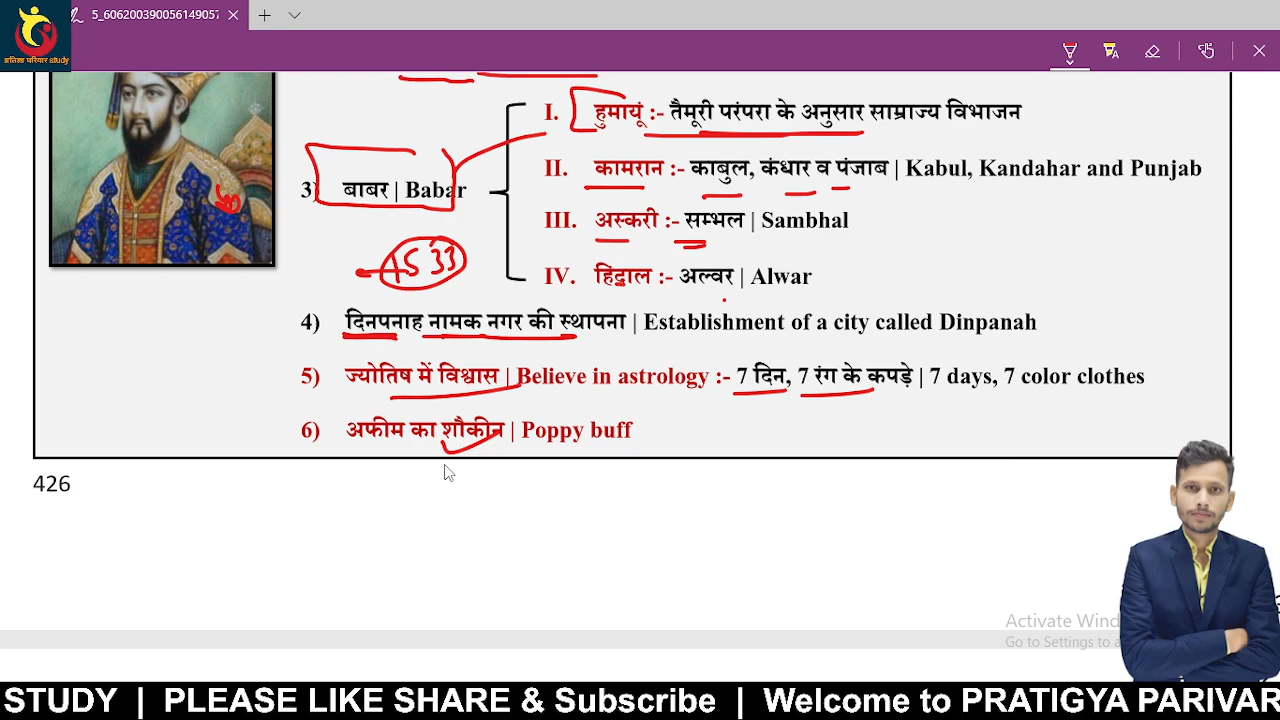 5_606200390056149057
प्रतिज्ञा परिवार study
I. हुमायूं :- तैमूरी परंपरा के अनुसार साम्राज्य विभाजन
II. कामरान :- काबुल, कंधार व पंजाब | Kabul, Kandahar and Punjab
3) बाबर | Babar
III. अस्करी :- सम्भल | Sambhal
1533
IV. हिंदाल :- अल्वर | Alwar
4) दिनपनाह नामक नगर की स्थापना | Establishment of a city called Dinpanah
5) ज्योतिष में विश्वास | Believe in astrology :- 7 दिन, 7 रंग के कपड़े | 7 days, 7 color clothes
6) अफीम का शौकीन | Poppy buff
426
Activate Wind
Go to Settings to a
STUDY | PLEASE LIKE SHARE & Subscribe | Welcome to PRATIGYA PARIVAR